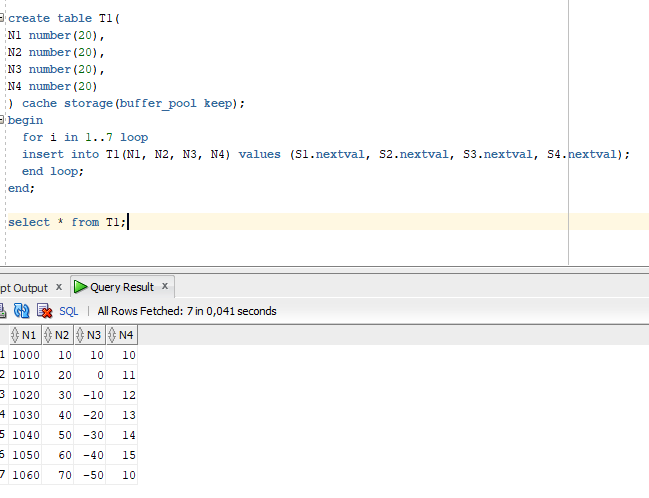 create table T1(
N1 number(20),
N2 number(20),
N3 number(20),
N4 number(20)
) cache storage(buffer_pool keep);
begin
for i in 1..7 loop
insert into T1(N1, N2, N3, N4) values (S1.nextval, S2.nextval, S3.nextval, S4.nextval);
end loop;
end;
select * from T1;
pt Output x Query Result x
SQL | All Rows Fetched: 7 in 0,041 seconds
N1 N2 N3 N4
1 1000 10 10 10
2 1010 20 0 11
3 1020 30 -10 12
4 1030 40 -20 13
5 1040 50 -30 14
6 1050 60 -40 15
7 1060 70 -50 10